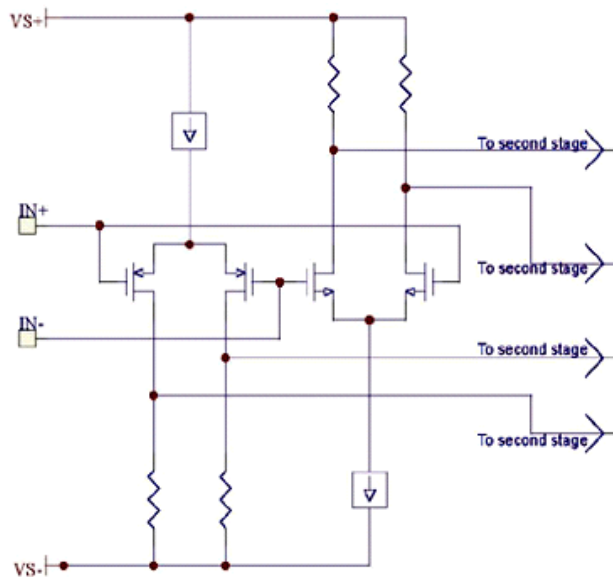 VS+
To second stage
IN+
To second stage
IN-
To second stage
To second stage
VS-